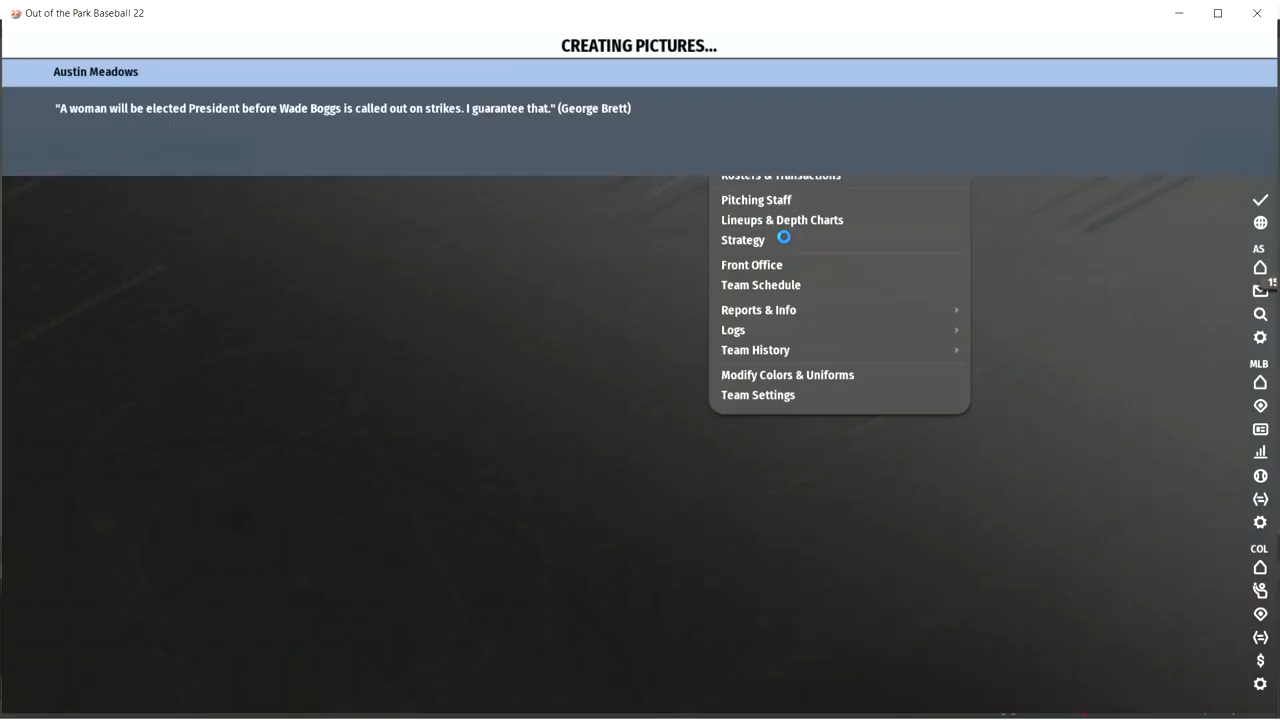 Out of the Park Baseball 22
CREATING PICTURES...
Austin Meadows
"A woman will be elected President before Wade Boggs is called out on strikes. I guarantee that." (George Brett)
Rosters & Transactions
Pitching Staff
Lineups & Depth Charts
Strategy
Front Office
Team Schedule
Reports & Info
Logs
Team History
Modify Colors & Uniforms
Team Settings
AS
15
MLB
COL